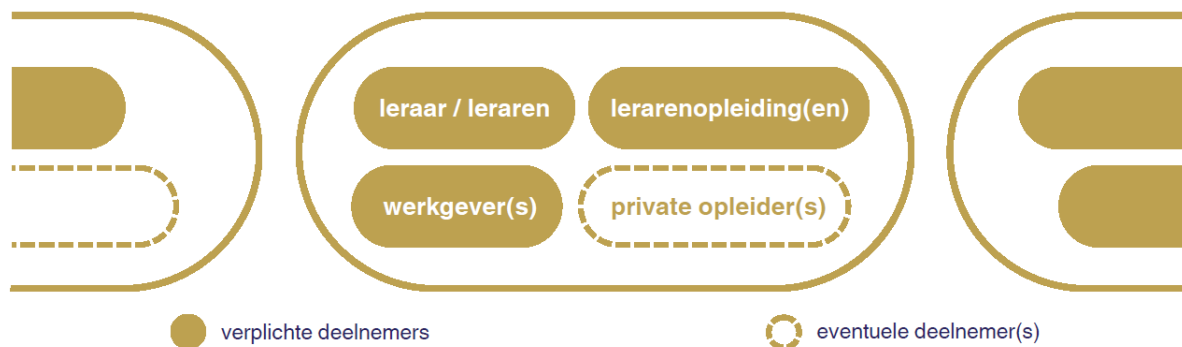 leraar / leraren
lerarenopleiding(en)
werkgever(s)
private opleider(s)
verplichte deelnemers
eventuele deelnemer(s)